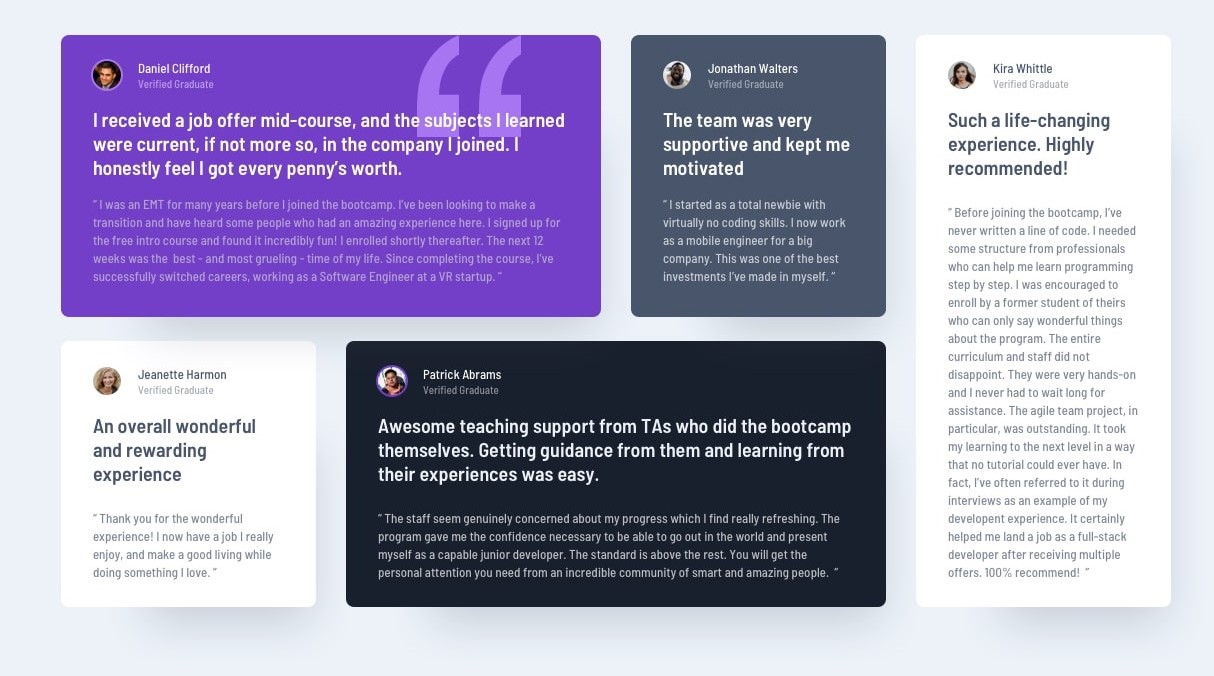 Daniel Clifford
Verified Graduate
I received a job offer mid-course, and the subjects I learned
were current, if not more so, in the company I joined. I
honestly feel I got every penny’s worth.
“ I was an EMT for many years before I joined the bootcamp. I’ve been looking to make a
transition and have heard some people who had an amazing experience here. I signed up for
the free intro course and found it incredibly fun! I enrolled shortly thereafter. The next 12
weeks was the  best - and most grueling - time of my life. Since completing the course, I’ve
successfully switched careers, working as a Software Engineer at a VR startup. ”
Jonathan Walters
Verified Graduate
The team was very
supportive and kept me
motivated
“ I started as a total newbie with
virtually no coding skills. I now work
as a mobile engineer for a big
company. This was one of the best
investments I’ve made in myself. ”
Kira Whittle
Verified Graduate
Such a life-changing
experience. Highly
recommended!
“ Before joining the bootcamp, I’ve
never written a line of code. I needed
some structure from professionals
who can help me learn programming
step by step. I was encouraged to
enroll by a former student of theirs
who can only say wonderful things
about the program. The entire
curriculum and staff did not
disappoint. They were very hands-on
and I never had to wait long for
assistance. The agile team project, in
particular, was outstanding. It took
my learning to the next level in a way
that no tutorial could ever have. In
fact, I’ve often referred to it during
interviews as an example of my
developent experience. It certainly
helped me land a job as a full-stack
developer after receiving multiple
offers. 100% recommend!  ”
Jeanette Harmon
Verified Graduate
An overall wonderful
and rewarding
experience
“ Thank you for the wonderful
experience! I now have a job I really
enjoy, and make a good living while
doing something I love. ”
Patrick Abrams
Verified Graduate
Awesome teaching support from TAs who did the bootcamp
themselves. Getting guidance from them and learning from
their experiences was easy.
“ The staff seem genuinely concerned about my progress which I find really refreshing. The
program gave me the confidence necessary to be able to go out in the world and present
myself as a capable junior developer. The standard is above the rest. You will get the
personal attention you need from an incredible community of smart and amazing people.  ”